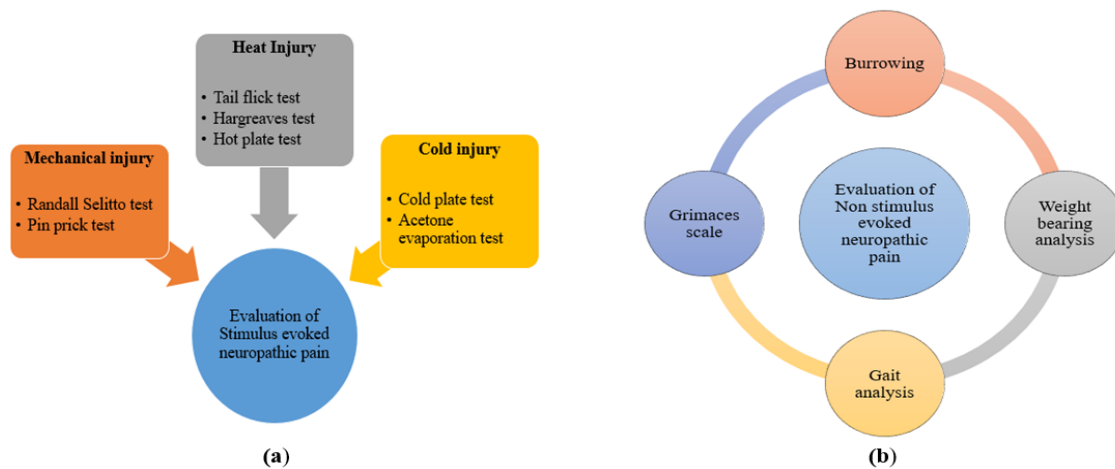 Heat Injury
• Tail flick test
• Hargreaves test
• Hot plate test
Mechanical injury
• Randall Selitto test
• Pin prick test
Cold injury
• Cold plate test
• Acetone
evaporation test
Evaluation of
Stimulus evoked
neuropathic pain
(a)
Burrowing
Grimaces
scale
Evaluation of
Non stimulus
evoked
neuropathic
pain
Weight
bearing
analysis
Gait
analysis
(b)